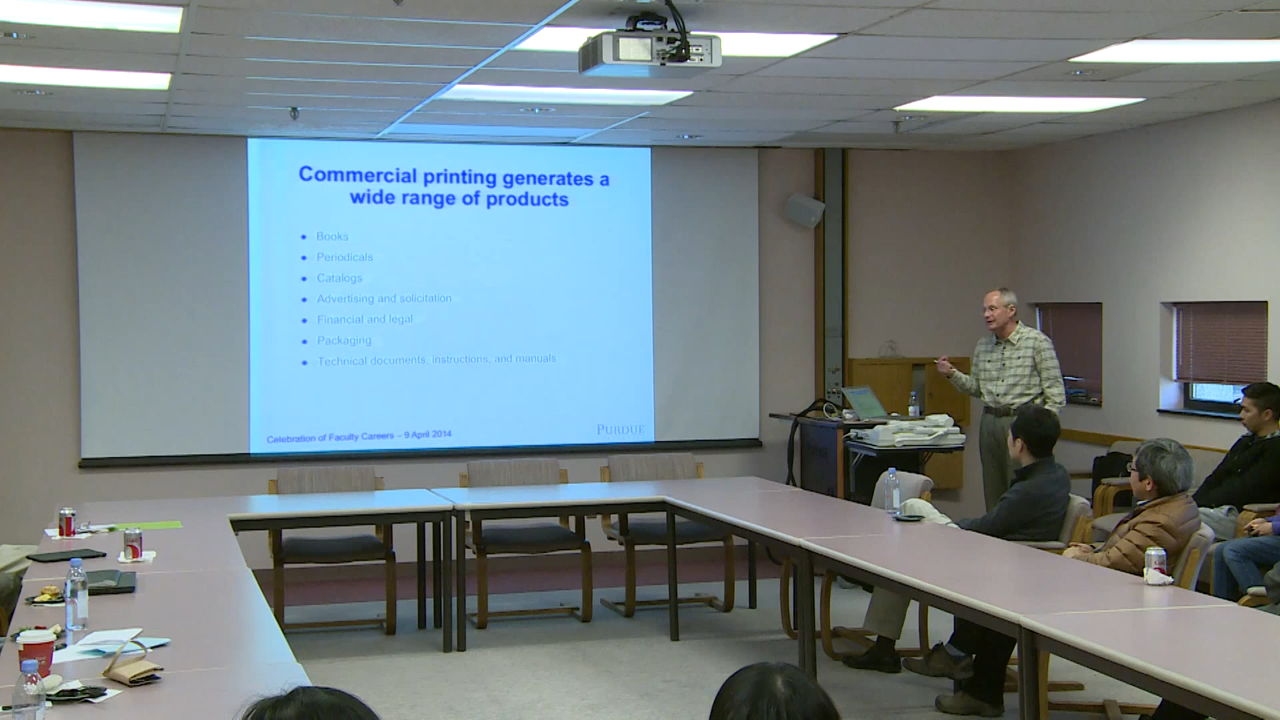 Commercial printing generates a
wide range of products
Books
Periodicals
Catalogs
Advertising and solicitation
Financial and legal
Packaging
Technical documents, instructions, and manuals
Celebration of Faculty Careers – 9 April 2014
PURDUE